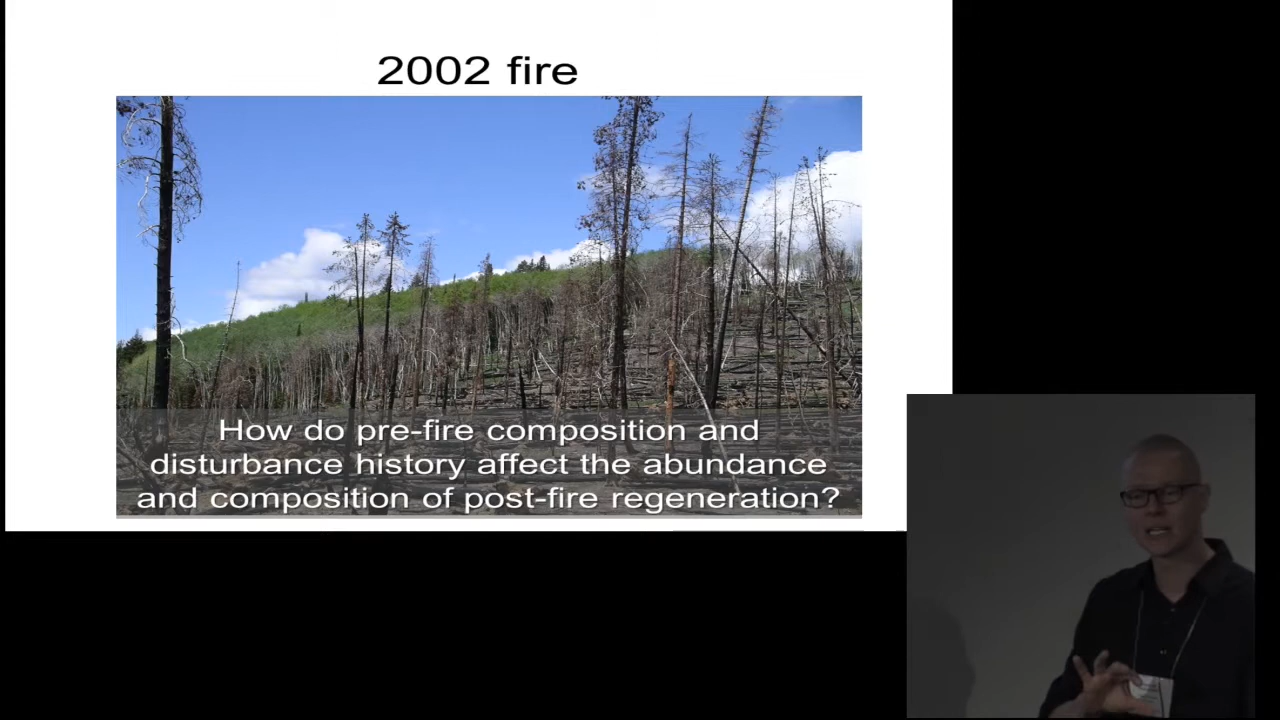 2002 fire
How do pre-fire composition and
disturbance history affect the abundance
and composition of post-fire regeneration?